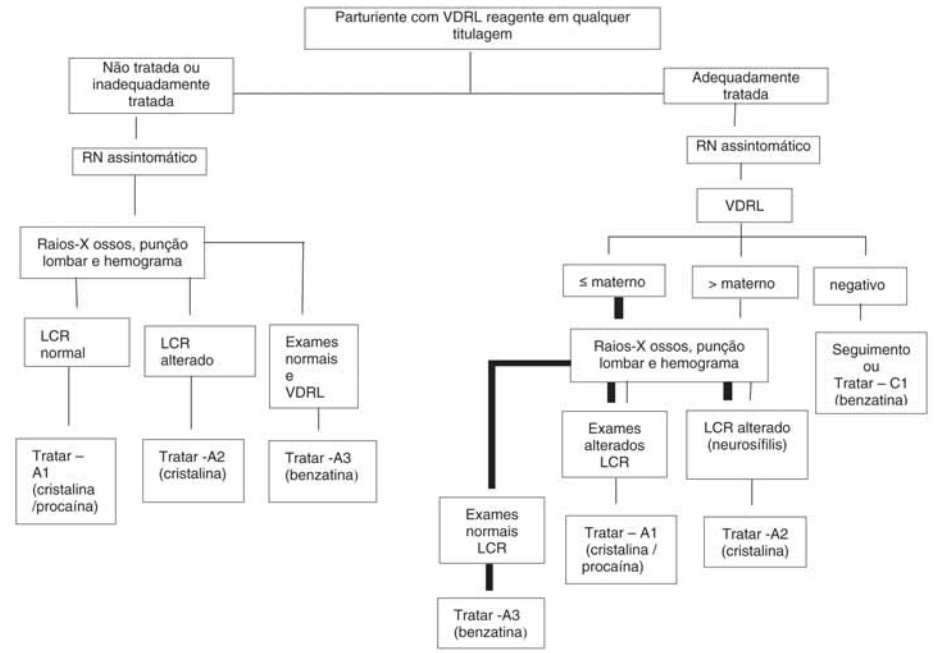 Parturiente com VDRL reagente em qualquer
titulagem
Não tratada ou
inadequadamente
tratada
Adequadamente
tratada
RN assintomático
RN assintomático
VDRL
Raios-X ossos, punção
lombar e hemograma
≤ materno
> materno
negativo
LCR
normal
LCR
alterado
Exames
normais
e
VDRL
Raios-X ossos, punção
lombar e hemograma
Seguimento
ou
Tratar – C1
(benzatina)
Tratar –
A1
(cristalina
/procaína)
Tratar -A2
(cristalina)
Tratar -A3
(benzatina)
Exames
alterados
LCR
LCR alterado
(neurosífilis)
Exames
normais
LCR
Tratar – A1
(cristalina /
procaína)
Tratar -A2
(cristalina)
Tratar -A3
(benzatina)